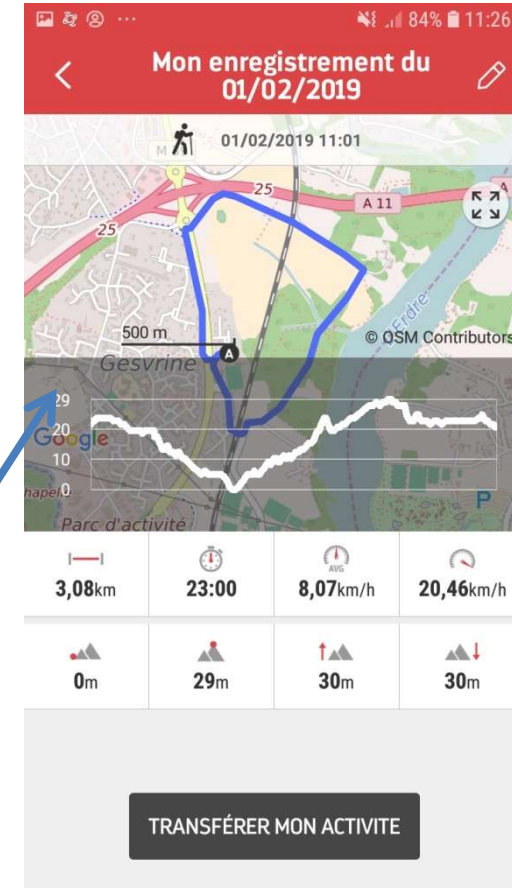 84% 11:26
Mon enregistrement du
01/02/2019
M
01/02/2019 11:01
25
A 11
25
Erdre
500 m
A
© OSM Contributors
Gesvrine
29
20
Google
10
0
P
Parc d'activité
3,08km
23:00
AVG
8,07km/h
20,46km/h
0m
29m
30m
30m
TRANSFÉRER MON ACTIVITE